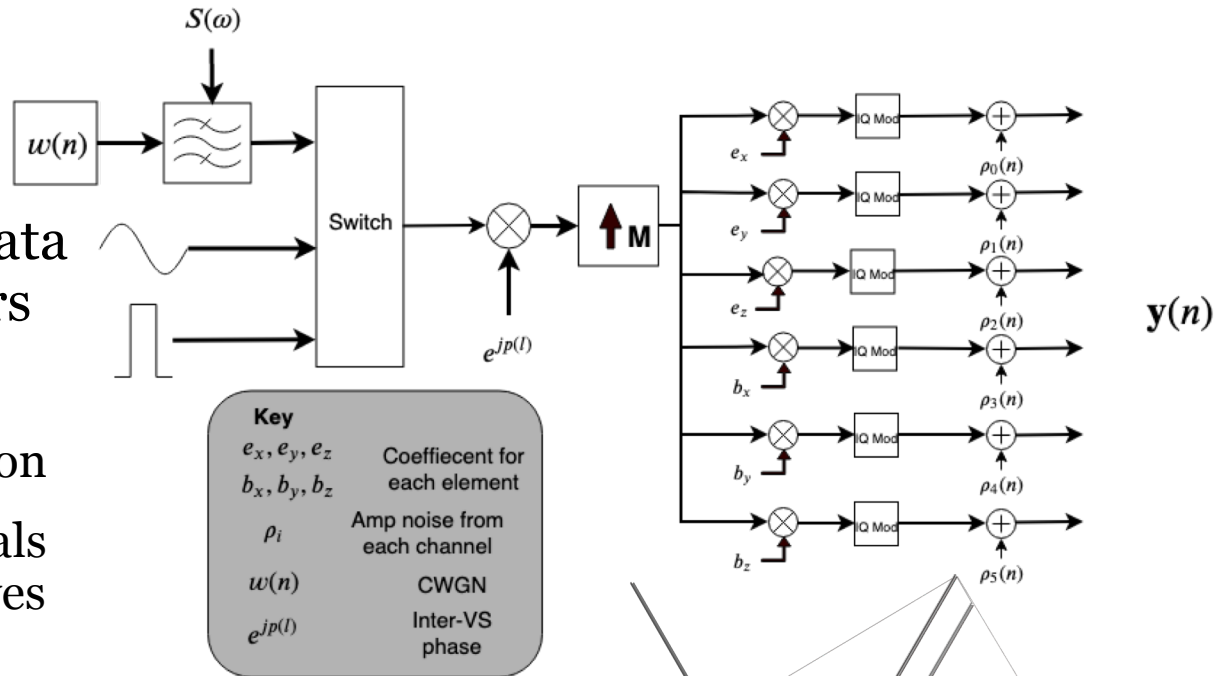 S(ω)
w(n)
Switch
e^{jp(l)}
M
e_x
IQ Mod
ρ_0(n)
e_y
IQ Mod
ρ_1(n)
e_z
IQ Mod
ρ_2(n)
b_x
IQ Mod
ρ_3(n)
b_y
IQ Mod
ρ_4(n)
b_z
IQ Mod
ρ_5(n)
y(n)
ata
rs
on
als
es
Key
e_x, e_y, e_z
b_x, b_y, b_z
Coeffiecent for
each element
ρ_i
Amp noise from
each channel
w(n) CWGN
e^{jp(l)}
Inter-VS
phase